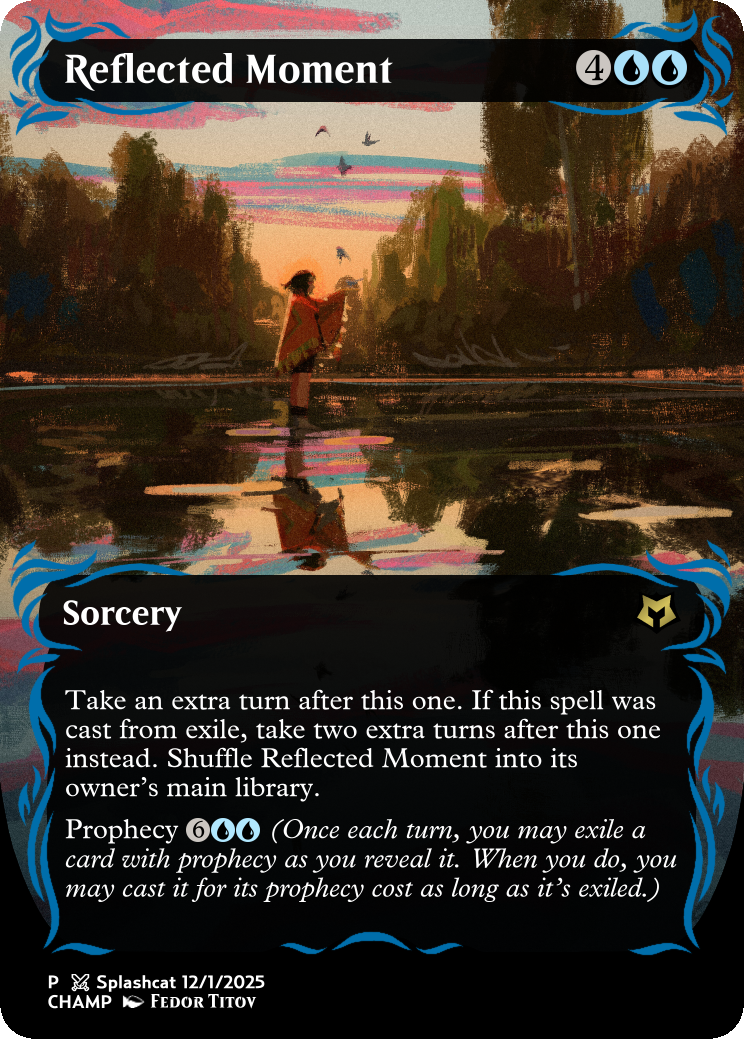 Reflected Moment 4
Sorcery
Take an extra turn after this one. If this spell was
cast from exile, take two extra turns after this one
instead. Shuffle Reflected Moment into its
owner's main library.
Prophecy 6 (Once each turn, you may exile a
card with prophecy as you reveal it. When you do, you
may cast it for its prophecy cost as long as it's exiled.)
P Splashcat 12/1/2025
CHAMP Fedor Titov